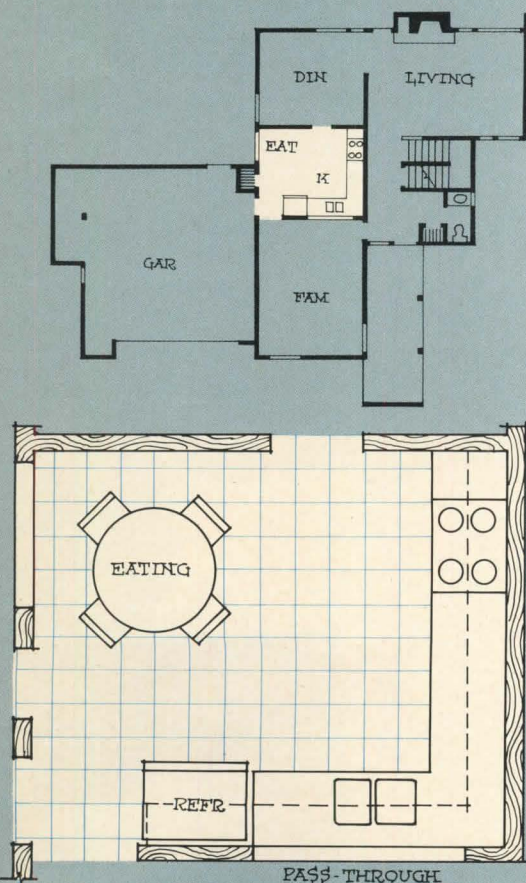 DIN
LIVING
EAT
K
GAR
FAM
EATING
REFR
PASS-THROUGH